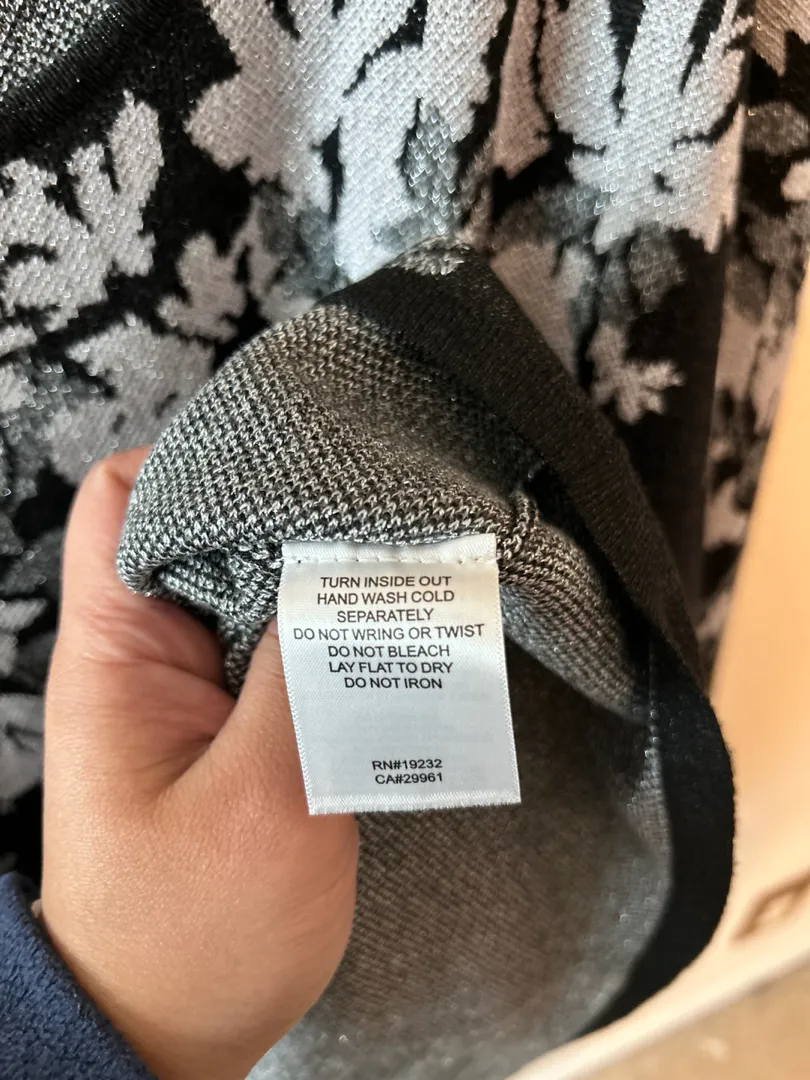 TURN INSIDE OUT
HAND WASH COLD
SEPARATELY
DO NOT WRING OR TWIST
DO NOT BLEACH
LAY FLAT TO DRY
DO NOT IRON
RN#19232
CA#29961